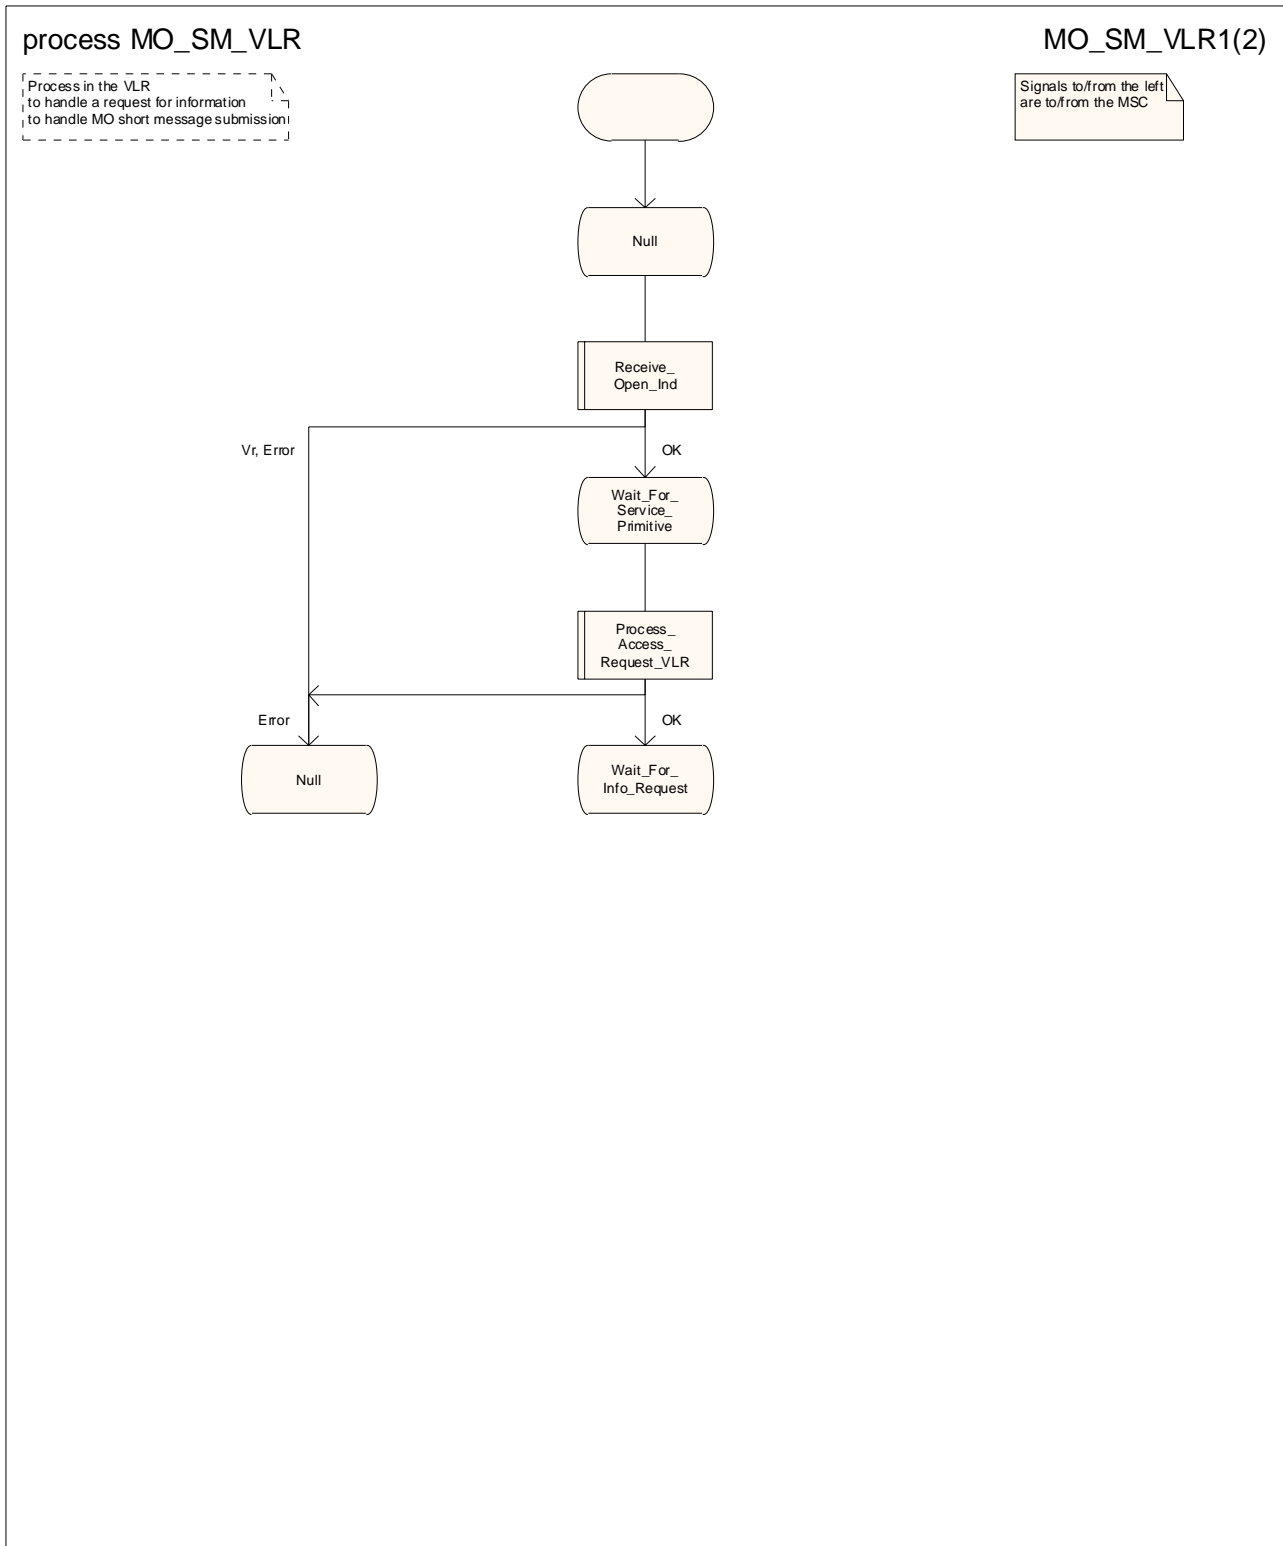 process MO_SM_VLR
MO_SM_VLR1(2)
Process in the VLR
to handle a request for information
to handle MO short message submission
Signals to/from the left
are to/from the MSC
Null
Receive_
Open_Ind
Vr, Error
OK
Wait_For_
Service_
Primitive
Process_
Access_
Request_VLR
Error
OK
Null
Wait_For_
Info_Request